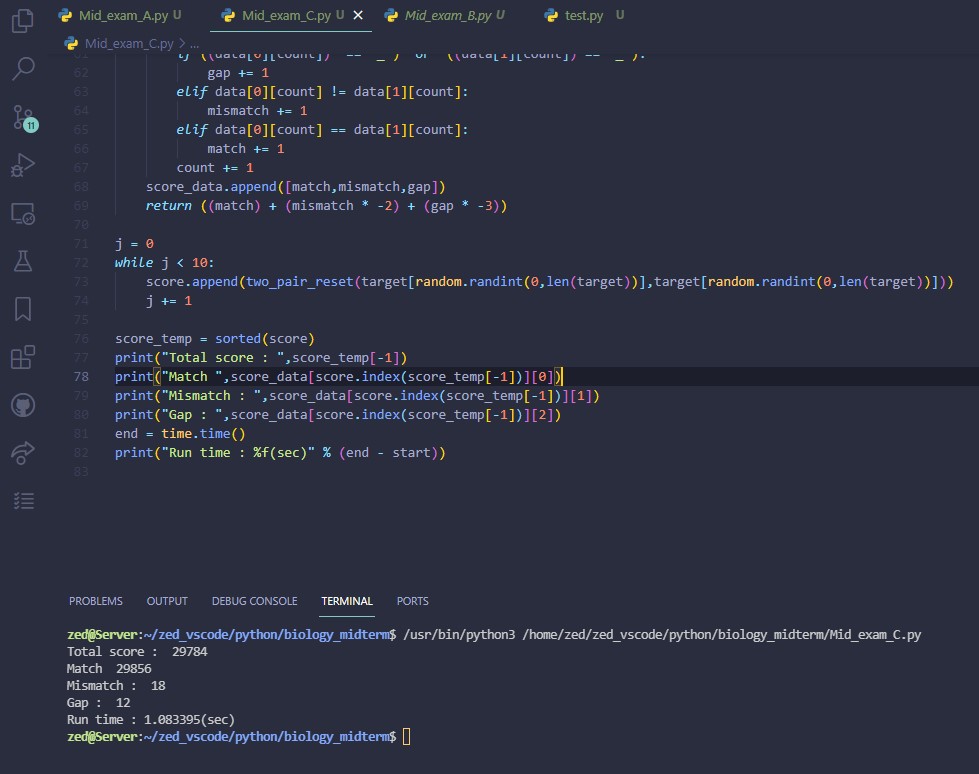 Mid_exam_A.py U
Mid_exam_C.py U
Mid_exam_B.py U
test.py U
Mid_exam_C.py > ...
61 if ((data[0][count]) == "_") or ((data[1][count]) == "_"):
62 gap += 1
63 elif data[0][count] != data[1][count]:
64 mismatch += 1
65 elif data[0][count] == data[1][count]:
66 match += 1
67 count += 1
68 score_data.append([match,mismatch,gap])
69 return ((match) + (mismatch * -2) + (gap * -3))
70
71 j = 0
72 while j < 10:
73 score.append(two_pair_reset(target[random.randint(0,len(target))],target[random.randint(0,len(target))]))
74 j += 1
75
76 score_temp = sorted(score)
77 print("Total score : ",score_temp[-1])
78 print("Match ",score_data[score.index(score_temp[-1])][0])
79 print("Mismatch : ",score_data[score.index(score_temp[-1])][1])
80 print("Gap : ",score_data[score.index(score_temp[-1])][2])
81 end = time.time()
82 print("Run time : %f(sec)" % (end - start))
83
11
PROBLEMS OUTPUT DEBUG CONSOLE TERMINAL PORTS
zed@Server:~/zed_vscode/python/biology_midterm$ /usr/bin/python3 /home/zed/zed_vscode/python/biology_midterm/Mid_exam_C.py
Total score :  29784
Match  29856
Mismatch :  18
Gap :  12
Run time : 1.083395(sec)
zed@Server:~/zed_vscode/python/biology_midterm$